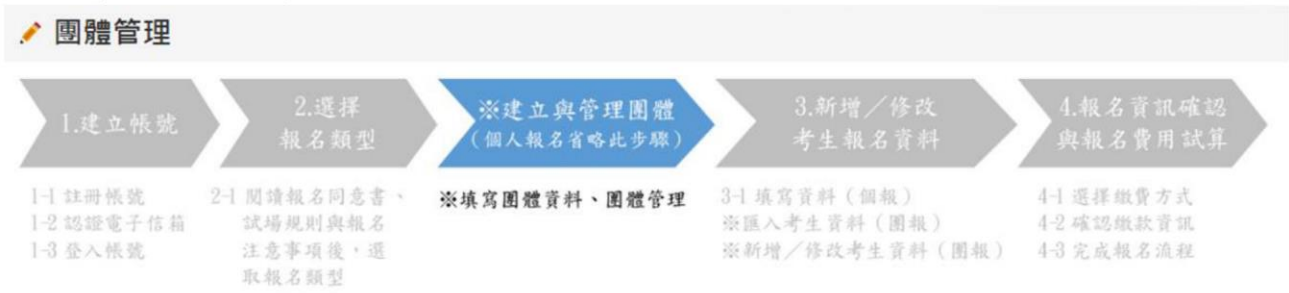 團體管理
1.建立帳號
2.選擇
報名類型
※建立與管理團體
(個人報名省略此步驟)
3.新增／修改
考生報名資料
4.報名資訊確認
與報名費用試算
1-1 註冊帳號
1-2 認證電子信箱
1-3 登入帳號
2-1 閱讀報名同意書、
試場規則與報名
注意事項後，選
取報名類型
※填寫團體資料、團體管理
3-1 填寫資料（個報）
※匯入考生資料（團報）
※新增／修改考生資料（團報）
4-1 選擇繳費方式
4-2 確認繳款資訊
4-3 完成報名流程